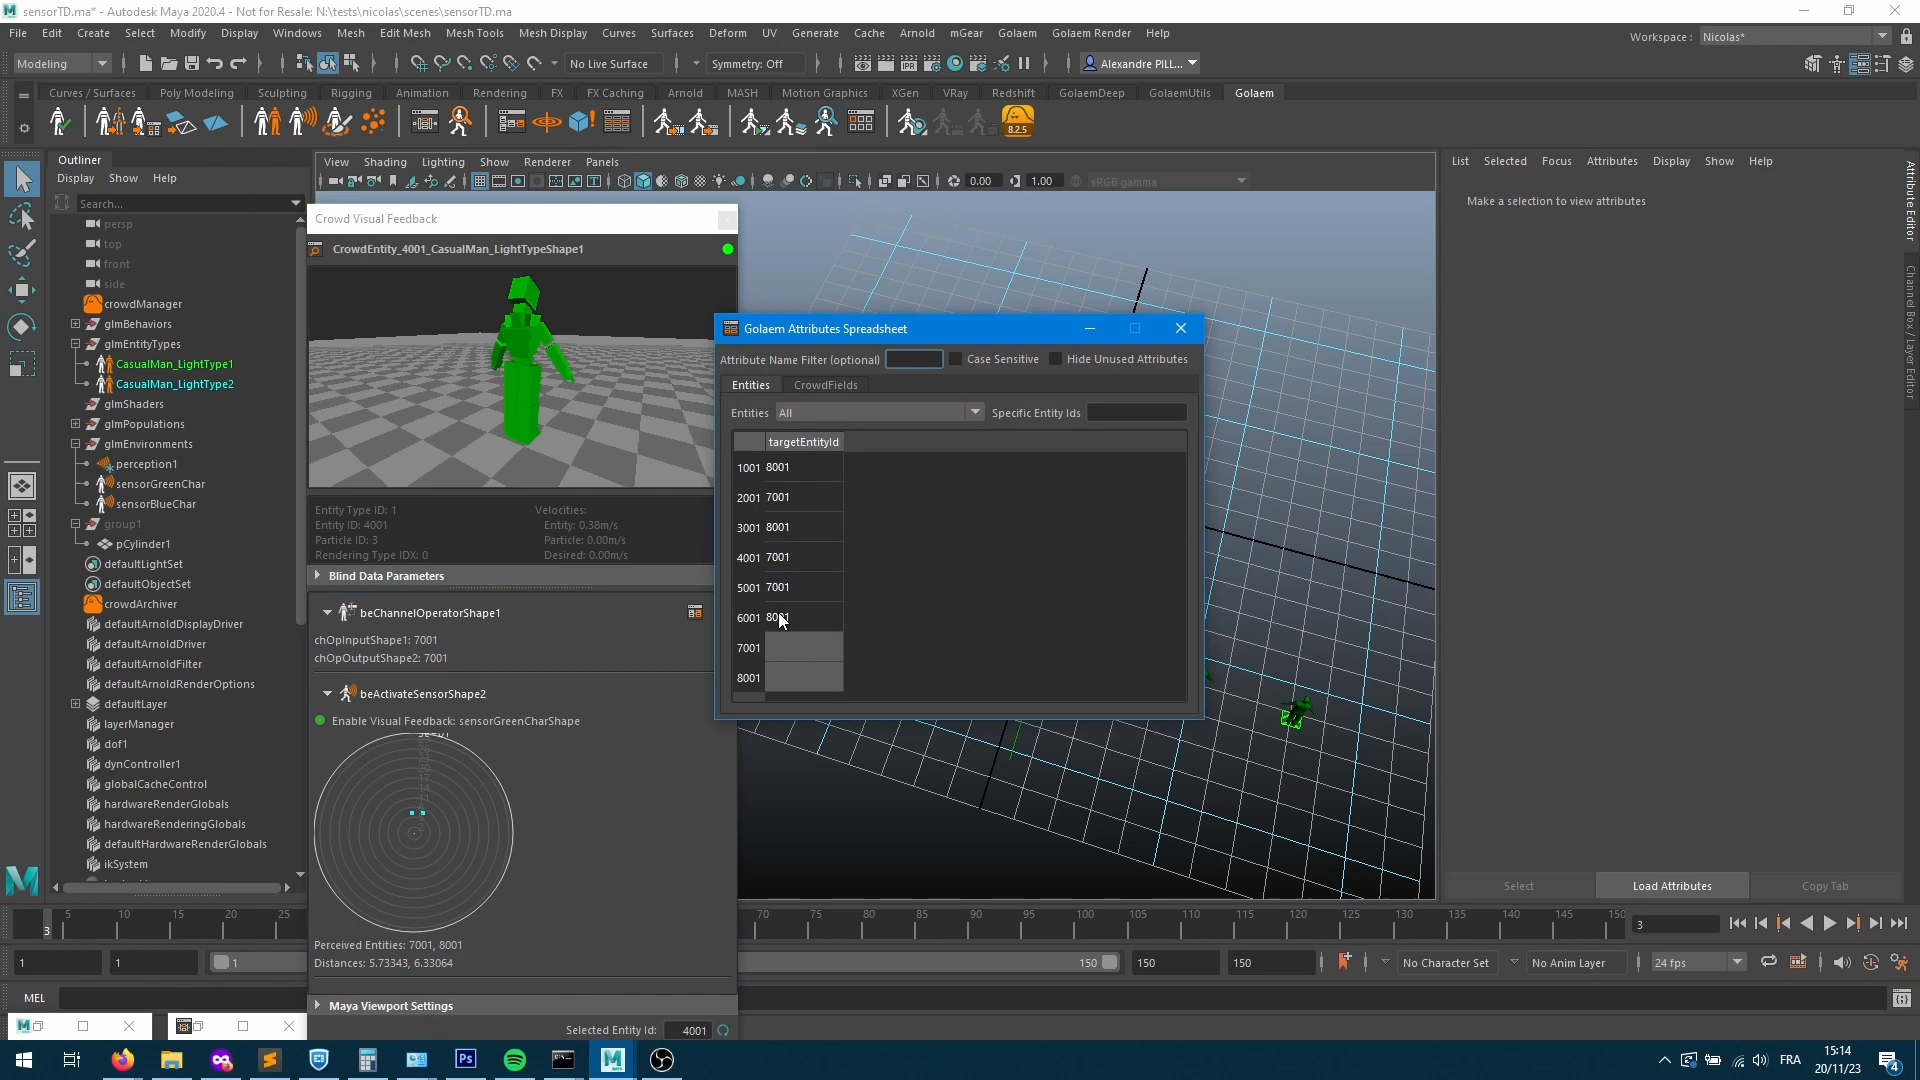 sensorTD.ma* - Autodesk Maya 2020.4 - Not for Resale: N:\tests\nicolas\scenes\sensorTD.ma
File Edit Create Select Modify Display Windows Mesh Edit Mesh Mesh Tools Mesh Display Curves Surfaces Deform UV Generate Cache Arnold mGear Golaem Golaem Render Help
Workspace : Nicolas*
Modeling No Live Surface Symmetry: Off Alexandre PILL...
Curves / Surfaces Poly Modeling Sculpting Rigging Animation Rendering FX FX Caching Arnold MASH Motion Graphics XGen VRay Redshift GolaemDeep GolaemUtils Golaem
8.2.5
Outliner
Display Show Help
Search...
persp
top
front
side
crowdManager
glmBehaviors
glmEntityTypes
CasualMan_LightType1
CasualMan_LightType2
glmShaders
glmPopulations
glmEnvironments
perception1
sensorGreenChar
sensorBlueChar
group1
pCylinder1
defaultLightSet
defaultObjectSet
crowdArchiver
defaultArnoldDisplayDriver
defaultArnoldDriver
defaultArnoldFilter
defaultArnoldRenderOptions
defaultLayer
layerManager
dof1
dynController1
globalCacheControl
hardwareRenderGlobals
hardwareRenderingGlobals
defaultHardwareRenderGlobals
ikSystem
View Shading Lighting Show Renderer Panels
0.00 1.00 sRGB gamma
Crowd Visual Feedback
CrowdEntity_4001_CasualMan_LightTypeShape1
Entity Type ID: 1
Entity ID: 4001
Particle ID: 3
Rendering Type IDX: 0
Velocities:
Entity: 0.38m/s
Particle: 0.00m/s
Desired: 0.00m/s
Blind Data Parameters
beChannelOperatorShape1
chOpInputShape1: 7001
chOpOutputShape2: 7001
beActivateSensorShape2
Enable Visual Feedback: sensorGreenCharShape
Perceived Entities: 7001, 8001
Distances: 5.73343, 6.33064
Maya Viewport Settings
Selected Entity Id: 4001
Golaem Attributes Spreadsheet
Attribute Name Filter (optional) Case Sensitive Hide Unused Attributes
Entities CrowdFields
Entities All Specific Entity Ids
targetEntityId
1001 8001
2001 7001
3001 8001
4001 7001
5001 7001
6001 8001
7001
8001
List Selected Focus Attributes Display Show Help
Make a selection to view attributes
Attribute Editor
Channel Box / Layer Editor
Select Load Attributes Copy Tab
3 5 10 15 20 25 70 75 80 85 90 95 100 105 110 115 120 125 130 135 140 145 150 3
1 1 1 150 150 150 No Character Set No Anim Layer 24 fps
MEL
Ps FRA 15:14
20/11/23
4